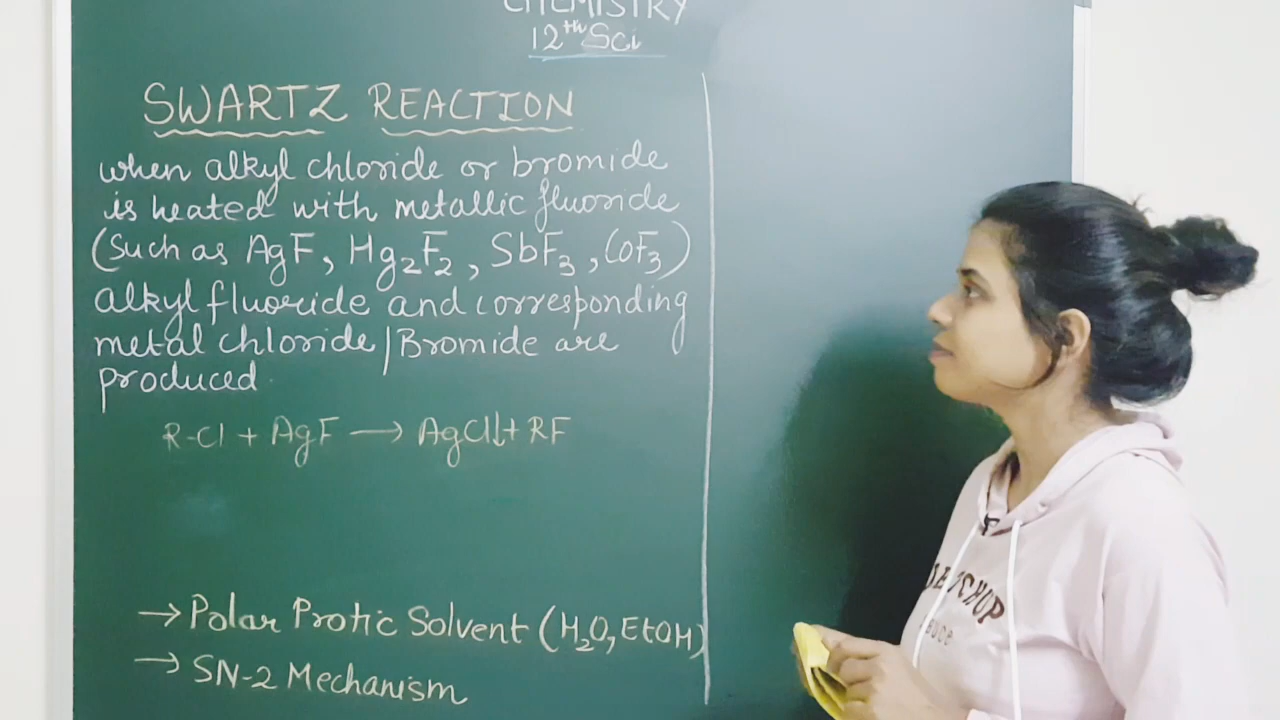 CHEMISTRY
12th Sci
SWARTZ REACTION
when alkyl chloride or bromide
is heated with metallic fluoride
(Such as AgF, Hg₂F₂, SbF₃, CoF₃)
alkyl fluoride and corresponding
metal chloride/Bromide are
produced
R-Cl + AgF → AgCl↓+ RF
→ Polar Protic Solvent (H₂O, EtOH)
→ SN-2 Mechanism